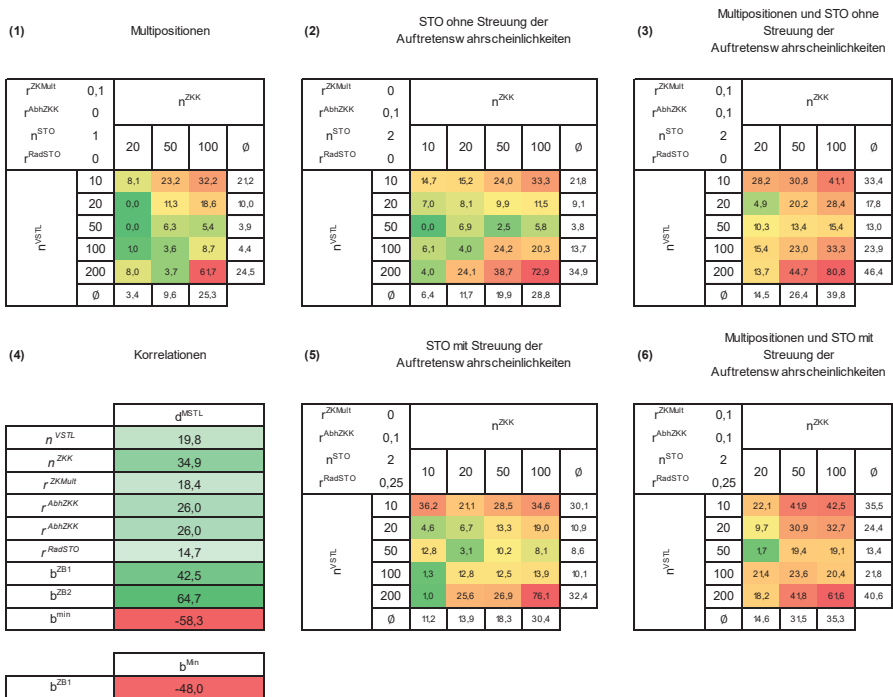 (1) Multipositionen
(2) STO ohne Streuung der
Auftretensw ahrscheinlichkeiten
(3) Multipositionen und STO ohne
Streuung der
Auftretensw ahrscheinlichkeiten
r^ZKMult 0,1 n^ZKK
r^AbhZKK 0
n^STO 1 20 50 100 Ø
r^RadSTO 0
n^VSTL
10 8,1 23,2 32,2 21,2
20 0,0 11,3 18,6 10,0
50 0,0 6,3 5,4 3,9
100 1,0 3,6 8,7 4,4
200 8,0 3,7 61,7 24,5
Ø 3,4 9,6 25,3
r^ZKMult 0 n^ZKK
r^AbhZKK 0,1
n^STO 2 10 20 50 100 Ø
r^RadSTO 0
n^VSTL
10 14,7 15,2 24,0 33,3 21,8
20 7,0 8,1 9,9 11,5 9,1
50 0,0 6,9 2,5 5,8 3,8
100 6,1 4,0 24,2 20,3 13,7
200 4,0 24,1 38,7 72,9 34,9
Ø 6,4 11,7 19,9 28,8
r^ZKMult 0,1 n^ZKK
r^AbhZKK 0,1
n^STO 2 20 50 100 Ø
r^RadSTO 0
n^VSTL
10 28,2 30,8 41,1 33,4
20 4,9 20,2 28,4 17,8
50 10,3 13,4 15,4 13,0
100 15,4 23,0 33,3 23,9
200 13,7 44,7 80,8 46,4
Ø 14,5 26,4 39,8
(4) Korrelationen
(5) STO mit Streuung der
Auftretensw ahrscheinlichkeiten
(6) Multipositionen und STO mit
Streuung der
Auftretensw ahrscheinlichkeiten
d^MSTL
n^VSTL 19,8
n^ZKK 34,9
r^ZKMult 18,4
r^AbhZKK 26,0
r^AbhZKK 26,0
r^RadSTO 14,7
b^ZB1 42,5
b^ZB2 64,7
b^min -58,3
b^Min
b^ZB1 -48,0
r^ZKMult 0 n^ZKK
r^AbhZKK 0,1
n^STO 2 10 20 50 100 Ø
r^RadSTO 0,25
n^VSTL
10 36,2 21,1 28,5 34,6 30,1
20 4,6 6,7 13,3 19,0 10,9
50 12,8 3,1 10,2 8,1 8,6
100 1,3 12,8 12,5 13,9 10,1
200 1,0 25,6 26,9 76,1 32,4
Ø 11,2 13,9 18,3 30,4
r^ZKMult 0,1 n^ZKK
r^AbhZKK 0,1
n^STO 2 20 50 100 Ø
r^RadSTO 0,25
n^VSTL
10 22,1 41,9 42,5 35,5
20 9,7 30,9 32,7 24,4
50 1,7 19,4 19,1 13,4
100 21,4 23,6 20,4 21,8
200 18,2 41,8 61,6 40,6
Ø 14,6 31,5 35,3